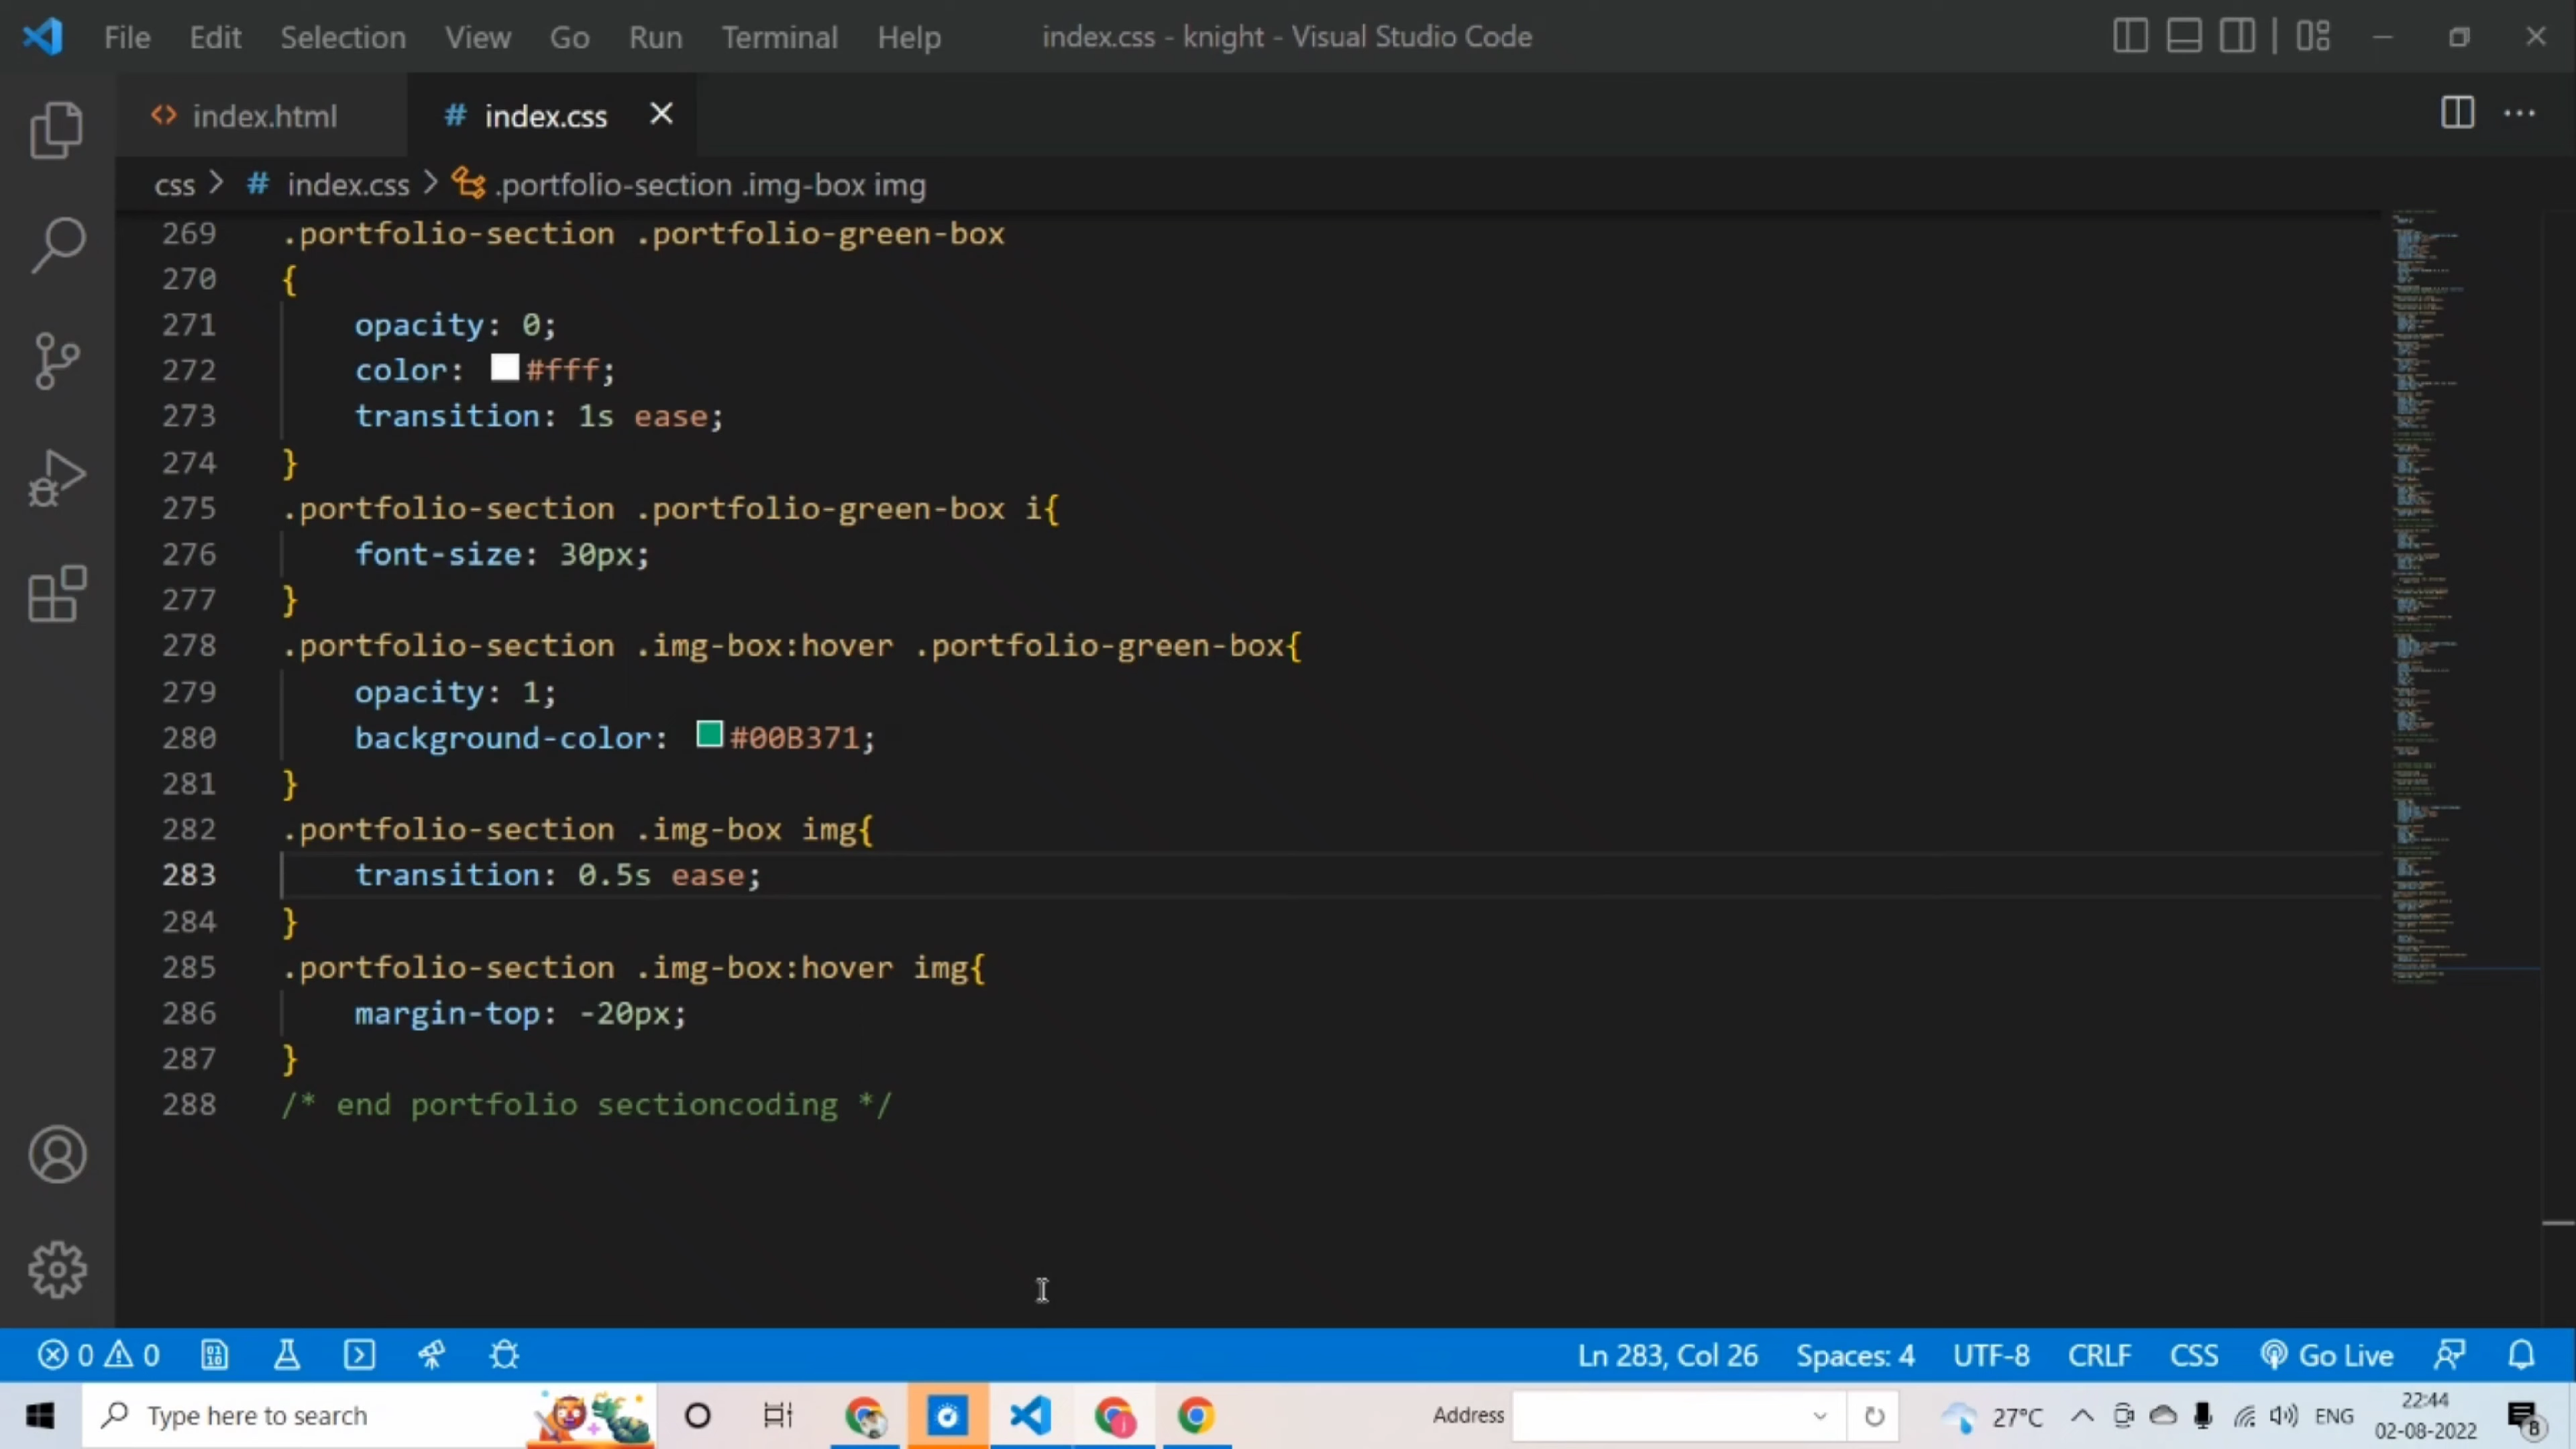 File Edit Selection View Go Run Terminal Help index.css - knight - Visual Studio Code
index.html # index.css
css > # index.css > .portfolio-section .img-box img
269 .portfolio-section .portfolio-green-box
270 {
271 opacity: 0;
272 color: #fff;
273 transition: 1s ease;
274 }
275 .portfolio-section .portfolio-green-box i{
276 font-size: 30px;
277 }
278 .portfolio-section .img-box:hover .portfolio-green-box{
279 opacity: 1;
280 background-color: #00B371;
281 }
282 .portfolio-section .img-box img{
283 transition: 0.5s ease;
284 }
285 .portfolio-section .img-box:hover img{
286 margin-top: -20px;
287 }
288 /* end portfolio sectioncoding */
0 0 Ln 283, Col 26 Spaces: 4 UTF-8 CRLF CSS Go Live
Type here to search Address 27°C ENG 22:44
02-08-2022 8